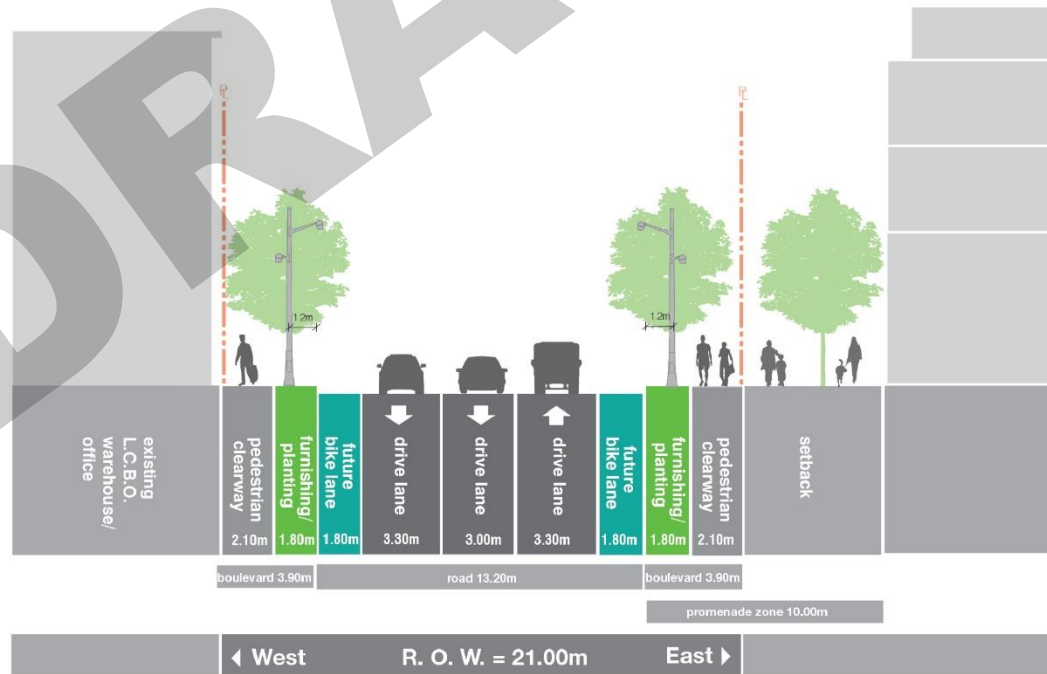 DRA
PL
PL
1.2m
1.2m
existing
L.C.B.O.
warehouse/
office
pedestrian
clearway
2.10m
furnishing/
planting
1.80m
future
bike lane
1.80m
drive lane
3.30m
drive lane
3.00m
drive lane
3.30m
future
bike lane
1.80m
furnishing/
planting
1.80m
pedestrian
clearway
2.10m
setback
boulevard 3.90m
road 13.20m
boulevard 3.90m
promenade zone 10.00m
West
R. O. W. = 21.00m
East